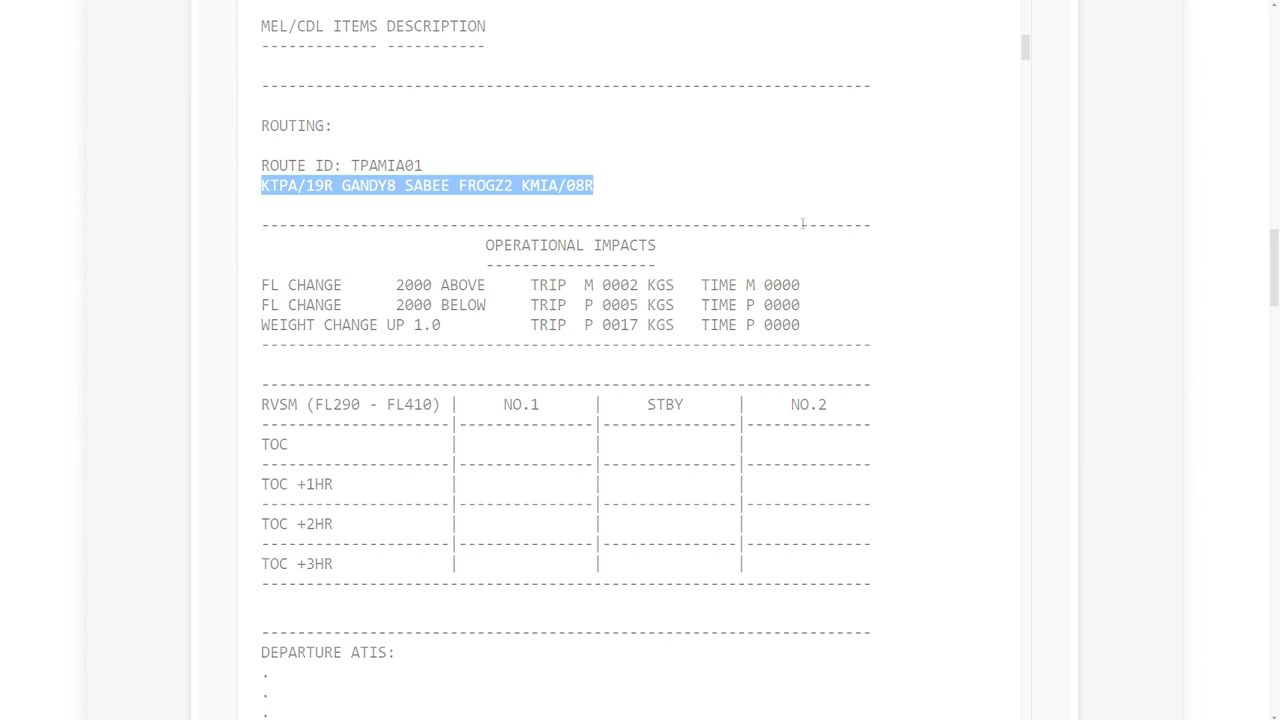 MEL/CDL ITEMS DESCRIPTION
------------- -----------
--------------------------------------------------------------------
ROUTING:
ROUTE ID: TPAMIA01
KTPA/19R GANDY8 SABEE FROGZ2 KMIA/08R
--------------------------------------------------------------------
OPERATIONAL IMPACTS
-------------------
FL CHANGE      2000 ABOVE     TRIP  M 0002 KGS   TIME M 0000
FL CHANGE      2000 BELOW     TRIP  P 0005 KGS   TIME P 0000
WEIGHT CHANGE UP 1.0          TRIP  P 0017 KGS   TIME P 0000
--------------------------------------------------------------------
--------------------------------------------------------------------
RVSM (FL290 - FL410) |     NO.1      |     STBY      |     NO.2
---------------------|---------------|---------------|--------------
TOC                  |               |               |
---------------------|---------------|---------------|--------------
TOC +1HR             |               |               |
---------------------|---------------|---------------|--------------
TOC +2HR             |               |               |
---------------------|---------------|---------------|--------------
TOC +3HR             |               |               |
--------------------------------------------------------------------
--------------------------------------------------------------------
DEPARTURE ATIS:
.
.
.